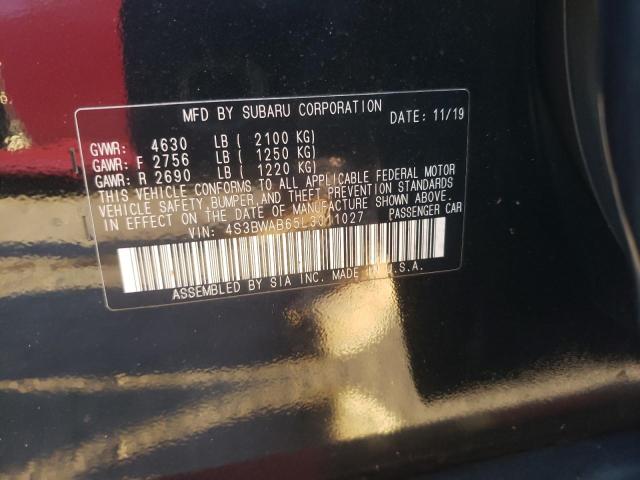 MFD BY SUBARU CORPORATION DATE: 11/19
GVWR: 4630 LB ( 2100 KG)
GAWR: F 2756 LB ( 1250 KG)
GAWR: R 2690 LB ( 1220 KG)
THIS VEHICLE CONFORMS TO ALL APPLICABLE FEDERAL MOTOR
VEHICLE SAFETY, BUMPER, AND THEFT PREVENTION STANDARDS
IN EFFECT ON THE DATE OF MANUFACTURE SHOWN ABOVE.
VIN: PASSENGER CAR
ASSEMBLED BY SIA INC. MADE IN U.S.A.